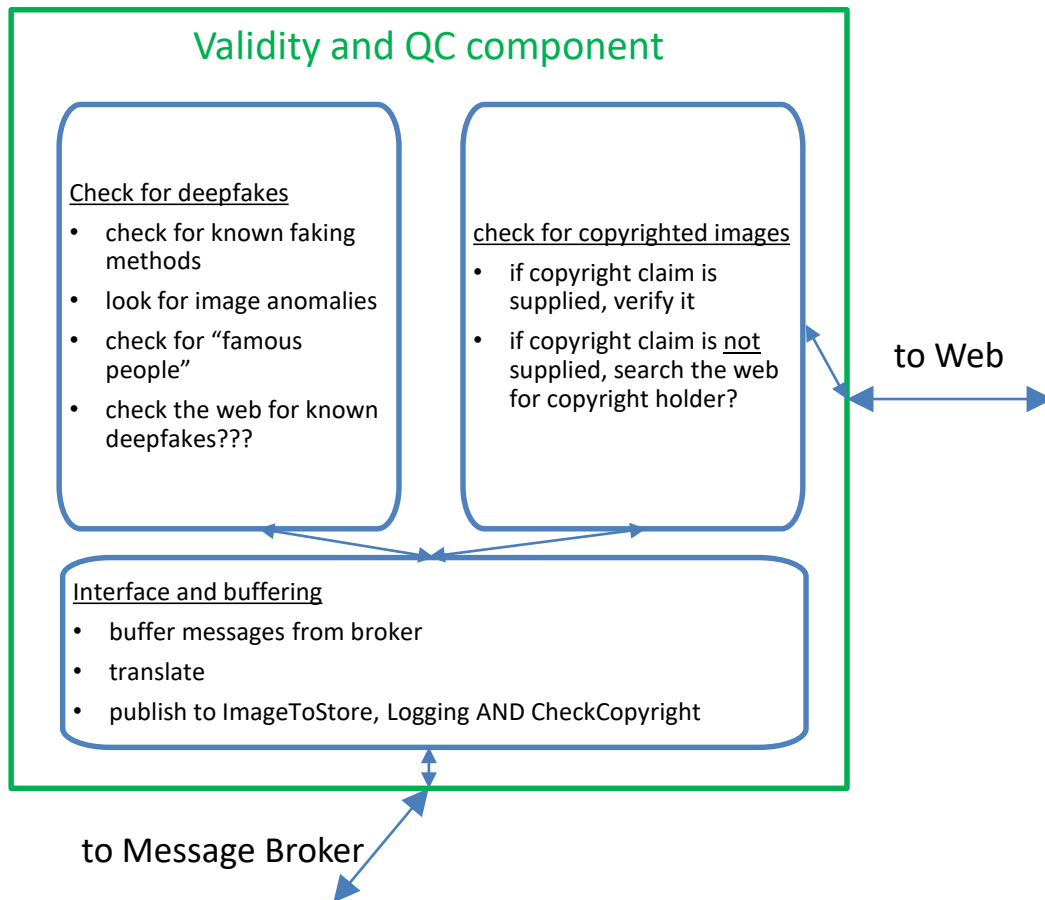 Validity and QC component
Check for deepfakes
• check for known faking
methods
• look for image anomalies
• check for “famous
people”
• check the web for known
deepfakes???
check for copyrighted images
• if copyright claim is
supplied, verify it
• if copyright claim is not
supplied, search the web
for copyright holder?
to Web
Interface and buffering
• buffer messages from broker
• translate
• publish to ImageToStore, Logging AND CheckCopyright
to Message Broker